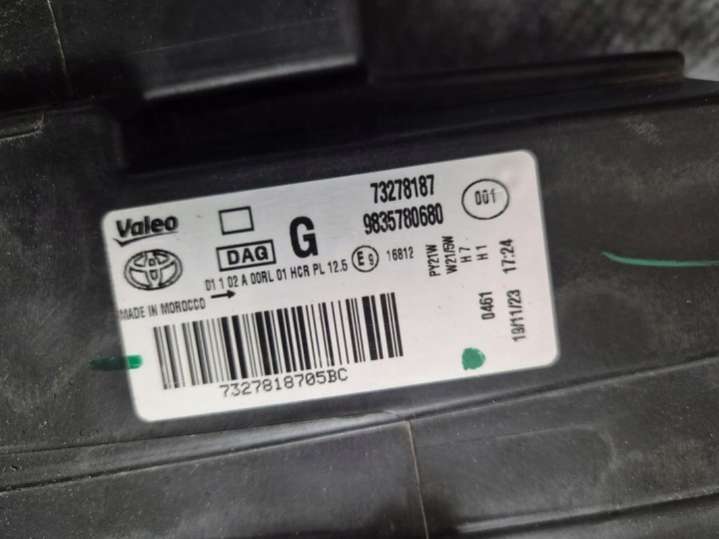 Valeo
DAG
G
73278187
9835780680
001
01 1 02 A 00RL 01 HCR PL 12.5
E9
16812
MADE IN MOROCCO
PY21W
W21/5W
H7
H1
0461
19/11/23 17:24
7327818705BC